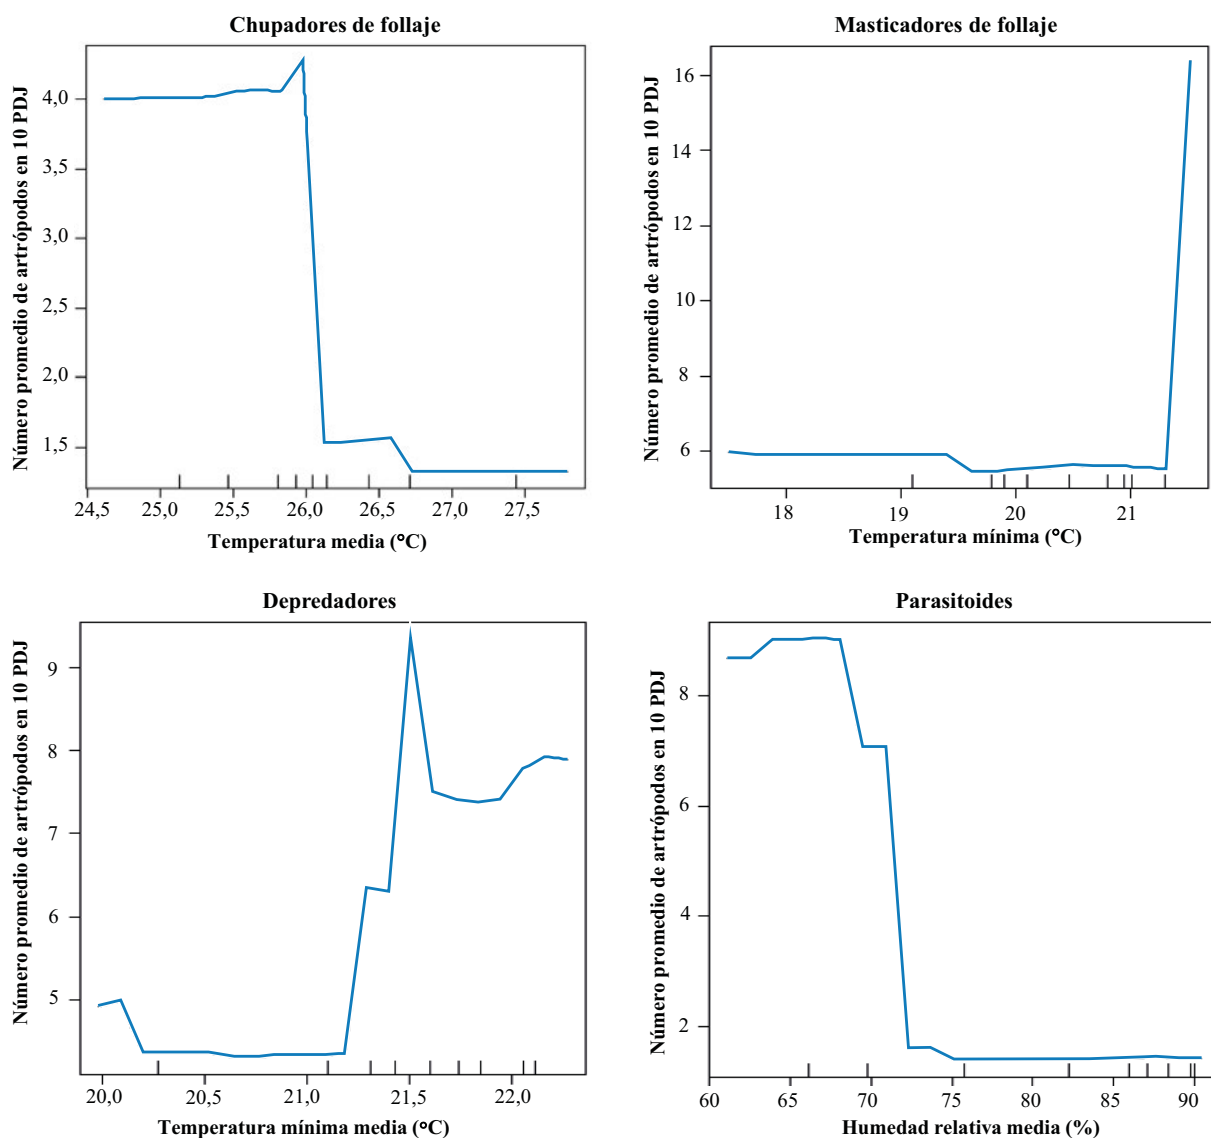 Chupadores de follaje
Número promedio de artrópodos en 10 PDJ
4,0
3,5
3,0
2,5
2,0
1,5
24,5 25,0 25,5 26,0 26,5 27,0 27,5
Temperatura media (°C)
Masticadores de follaje
Número promedio de artrópodos en 10 PDJ
16
14
12
10
8
6
18 19 20 21
Temperatura mínima (°C)
Depredadores
Número promedio de artrópodos en 10 PDJ
9
8
7
6
5
20,0 20,5 21,0 21,5 22,0
Temperatura mínima media (°C)
Parasitoides
Número promedio de artrópodos en 10 PDJ
8
6
4
2
60 65 70 75 80 85 90
Humedad relativa media (%)